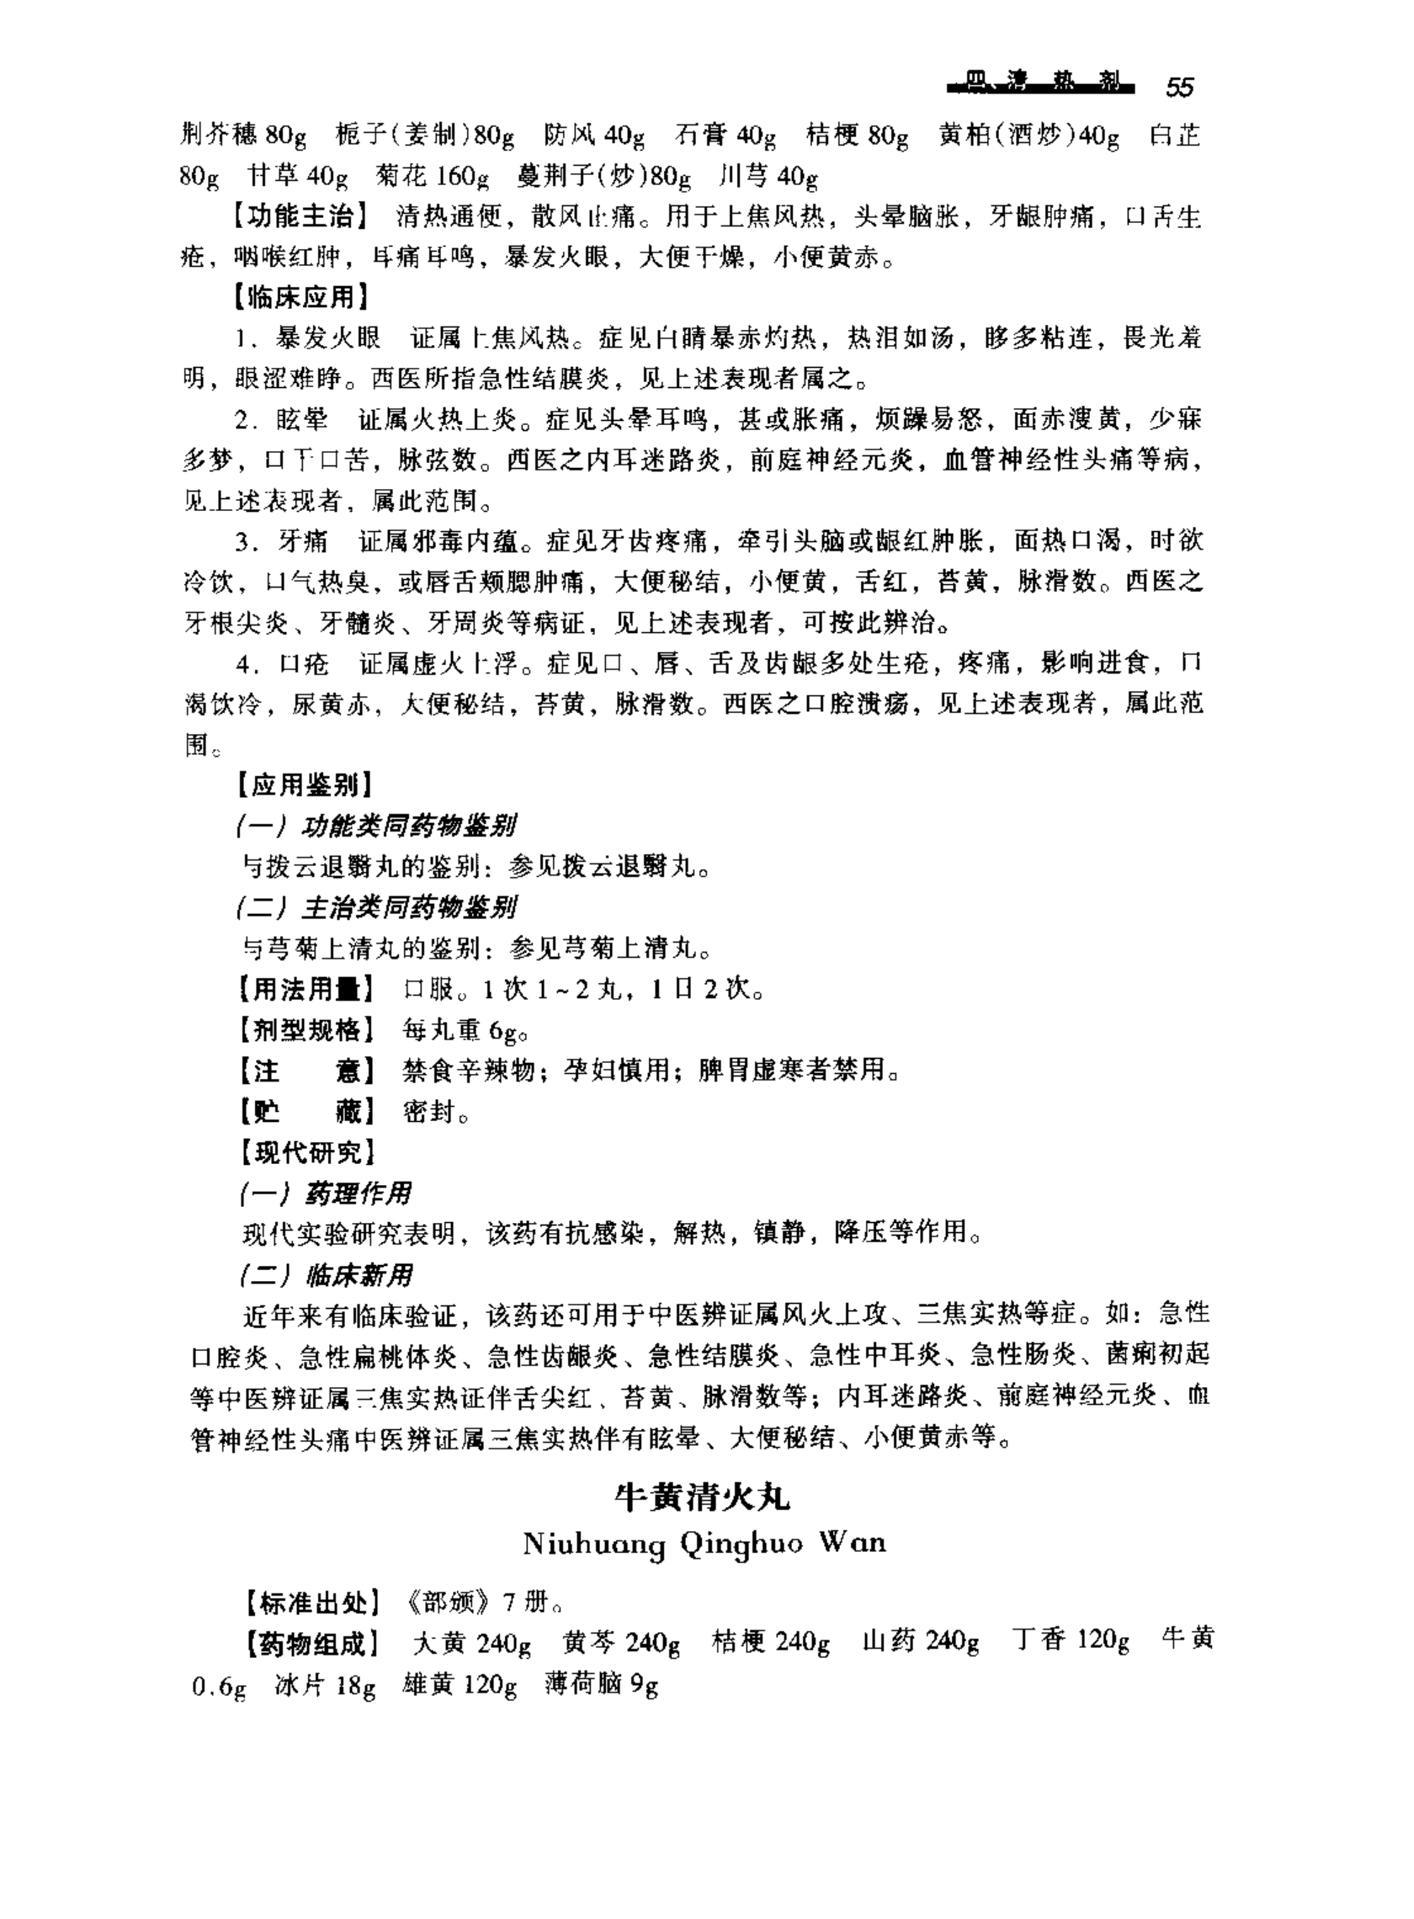 四、清热剂 55
荆芥穗 80g 栀子(姜制)80g 防风 40g 石膏 40g 桔梗 80g 黄柏(酒炒)40g 白芷
80g 甘草 40g 菊花 160g 蔓荆子(炒)80g 川芎 40g
【功能主治】 清热通便，散风止痛。用于上焦风热，头晕脑胀，牙龈肿痛，口舌生
疮，咽喉红肿，耳痛耳鸣，暴发火眼，大便干燥，小便黄赤。
【临床应用】
1. 暴发火眼 证属上焦风热。症见白睛暴赤灼热，热泪如汤，眵多粘连，畏光羞
明，眼涩难睁。西医所指急性结膜炎，见上述表现者属之。
2. 眩晕 证属火热上炎。症见头晕耳鸣，甚或胀痛，烦躁易怒，面赤溲黄，少寐
多梦，口干口苦，脉弦数。西医之内耳迷路炎，前庭神经元炎，血管神经性头痛等病，
见上述表现者，属此范围。
3. 牙痛 证属邪毒内蕴。症见牙齿疼痛，牵引头脑或龈红肿胀，面热口渴，时欲
冷饮，口气热臭，或唇舌颊腮肿痛，大便秘结，小便黄，舌红，苔黄，脉滑数。西医之
牙根尖炎、牙髓炎、牙周炎等病证，见上述表现者，可按此辨治。
4. 口疮 证属虚火上浮。症见口、唇、舌及齿龈多处生疮，疼痛，影响进食，口
渴饮冷，尿黄赤，大便秘结，苔黄，脉滑数。西医之口腔溃疡，见上述表现者，属此范
围。
【应用鉴别】
(一) 功能类同药物鉴别
与拨云退翳丸的鉴别：参见拨云退翳丸。
(二) 主治类同药物鉴别
与芎菊上清丸的鉴别：参见芎菊上清丸。
【用法用量】 口服。1 次 1~2 丸，1 日 2 次。
【剂型规格】 每丸重 6g。
【注 意】 禁食辛辣物；孕妇慎用；脾胃虚寒者禁用。
【贮 藏】 密封。
【现代研究】
(一) 药理作用
现代实验研究表明，该药有抗感染，解热，镇静，降压等作用。
(二) 临床新用
近年来有临床验证，该药还可用于中医辨证属风火上攻、三焦实热等症。如：急性
口腔炎、急性扁桃体炎、急性齿龈炎、急性结膜炎、急性中耳炎、急性肠炎、菌痢初起
等中医辨证属三焦实热证伴舌尖红、苔黄、脉滑数等；内耳迷路炎、前庭神经元炎、血
管神经性头痛中医辨证属三焦实热伴有眩晕、大便秘结、小便黄赤等。
牛黄清火丸
Niuhuang Qinghuo Wan
【标准出处】 《部颁》7 册。
【药物组成】 大黄 240g 黄芩 240g 桔梗 240g 山药 240g 丁香 120g 牛黄
0.6g 冰片 18g 雄黄 120g 薄荷脑 9g